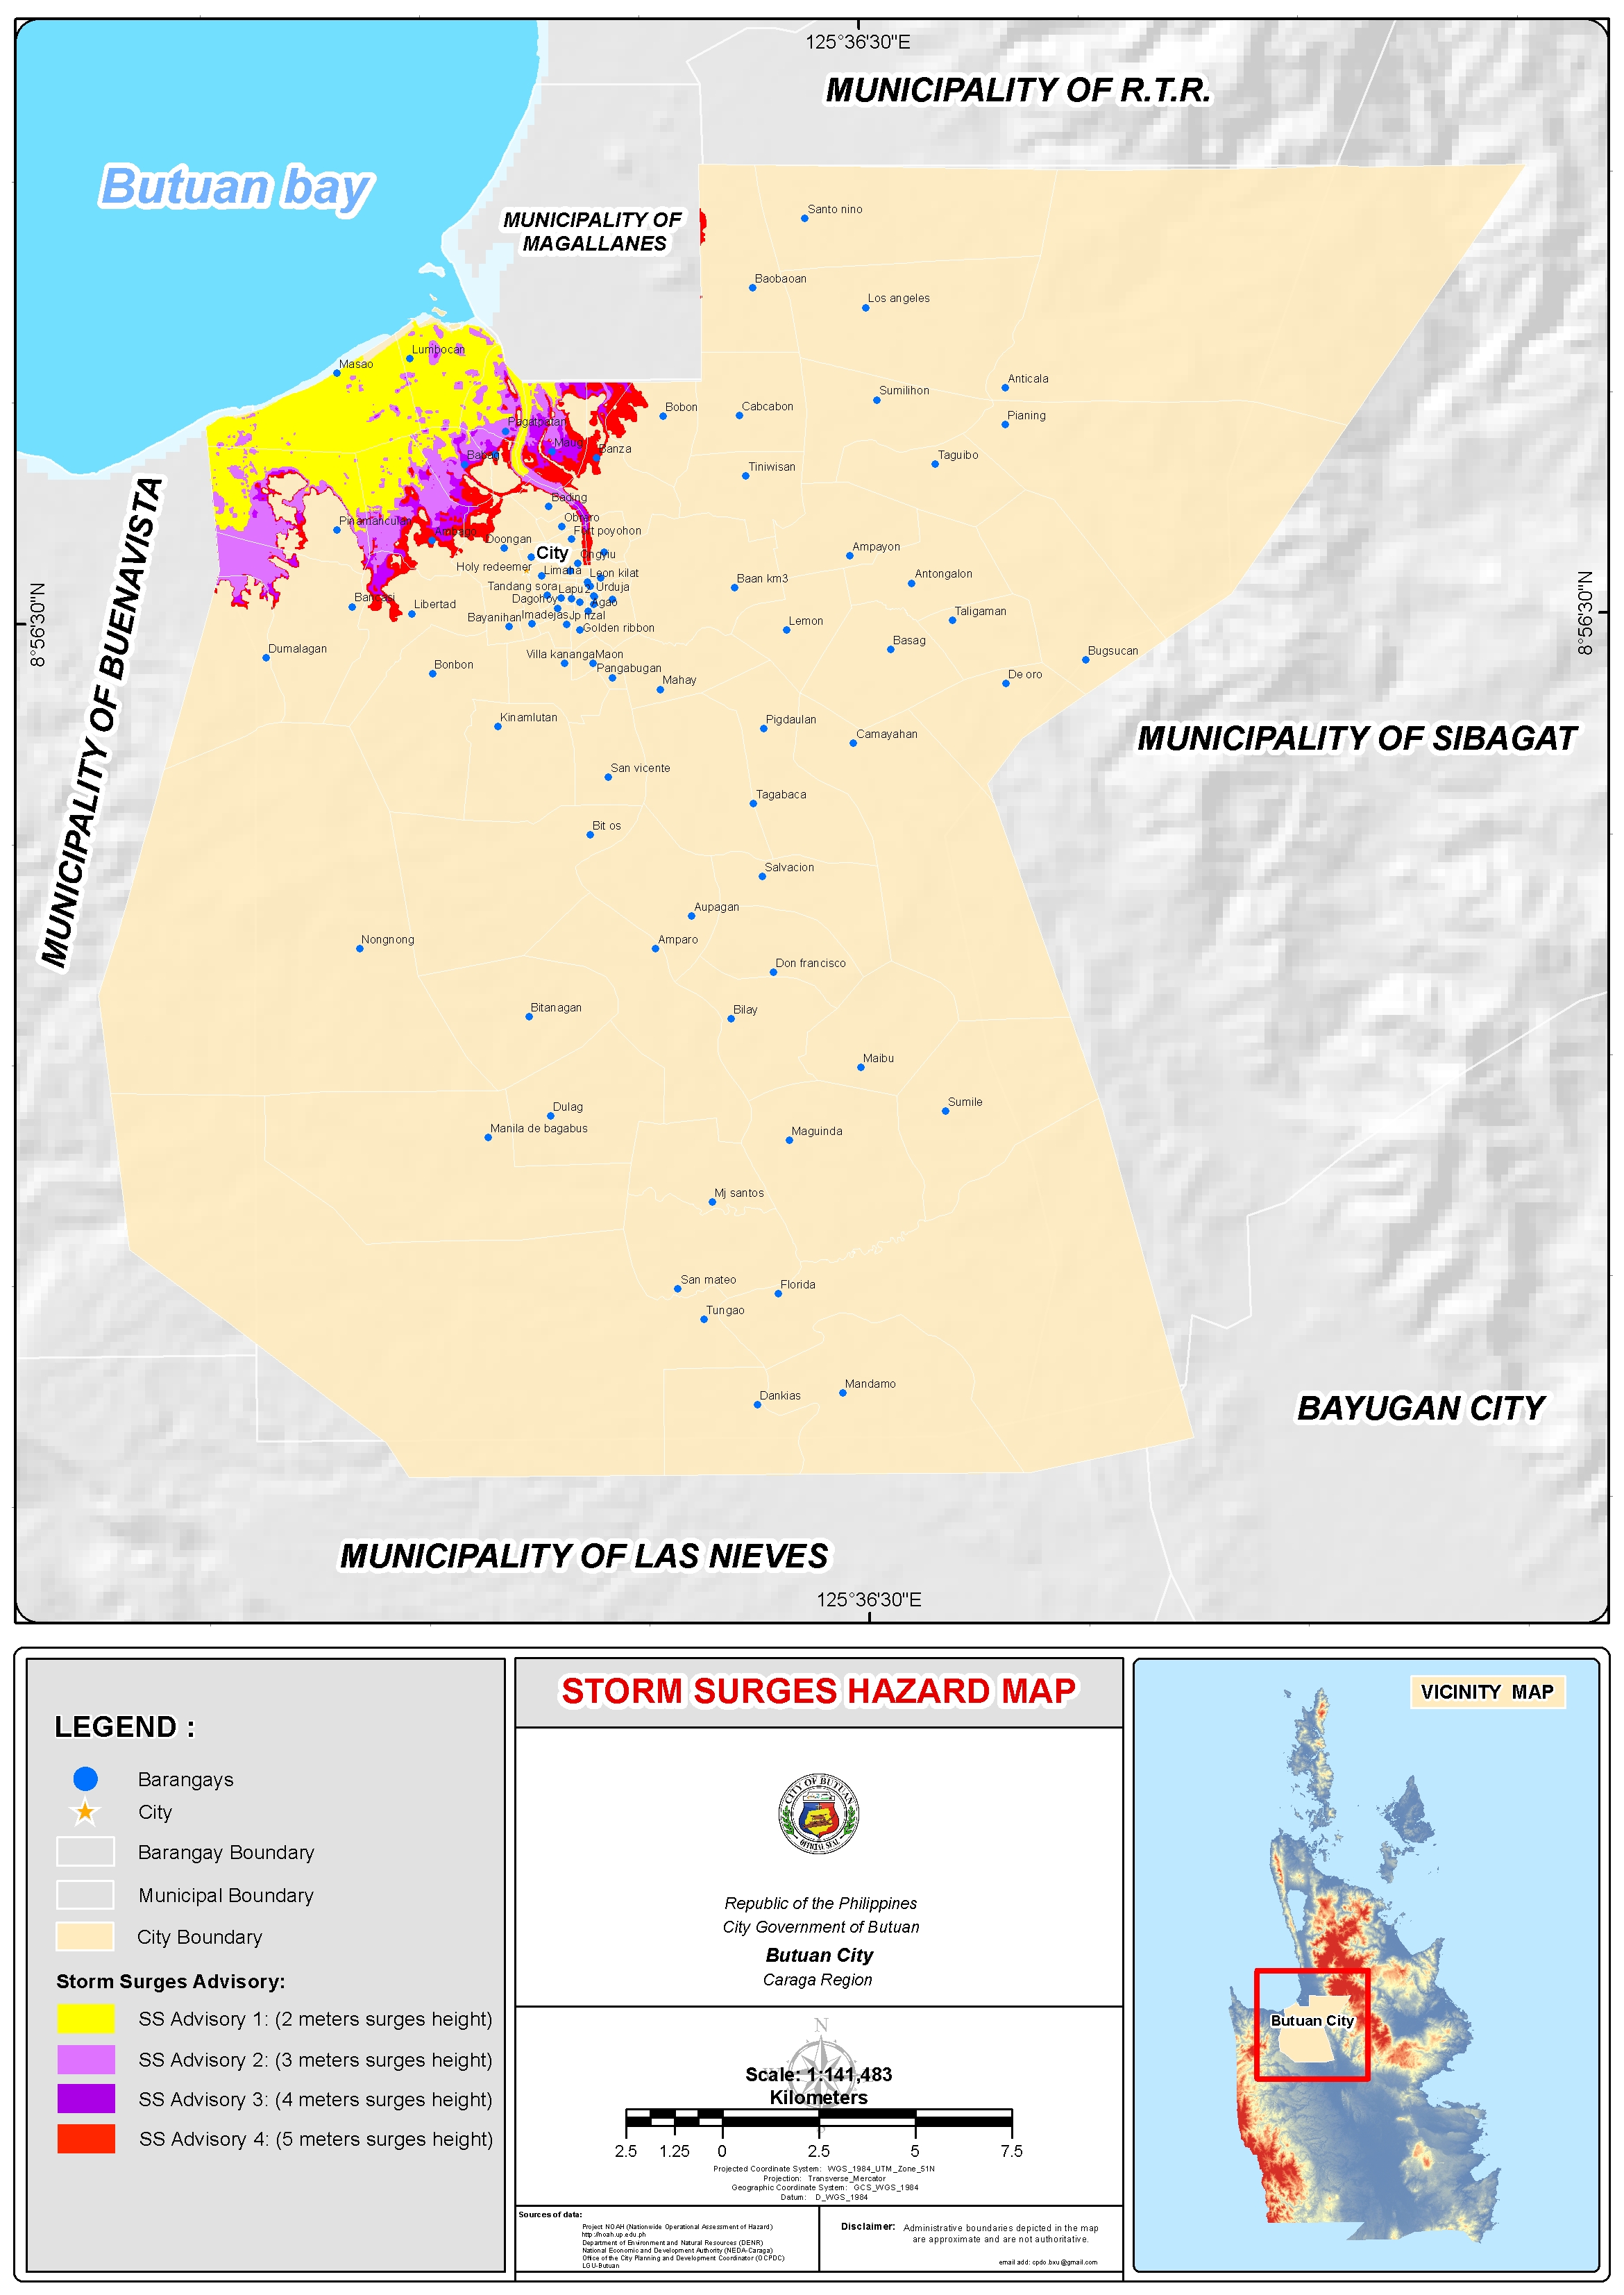 125°36'30"E
MUNICIPALITY OF R.T.R.
Butuan bay
MUNICIPALITY OF
MAGALLANES
Santo nino
Baobaoan
Los angeles
Lumbocan
Masao
Anticala
Sumilihon
Bobon
Cabcabon
Pianing
Pagatpatan
Maug
Banza
Babag
Taguibo
Tiniwisan
MUNICIPALITY OF BUENAVISTA
Bading
Obrero
Pinamanculan
Ambago
Fort poyohon
Doongan
City
Ongyiu
Ampayon
Holy redeemer
Limaha
Leon kilat
Baan km3
Antongalon
Tandang sora
Lapu2
Urduja
Dagohoy
Agao
Bancasi
Libertad
Taligaman
Bayanihan
Imadejas
Jp rizal
Golden ribbon
Lemon
8°56'30"N
8°56'30"N
Basag
Dumalagan
Villa kananga
Maon
Bugsucan
Bonbon
Pangabugan
De oro
Mahay
Kinamlutan
Pigdaulan
Camayahan
MUNICIPALITY OF SIBAGAT
San vicente
Tagabaca
Bit os
Salvacion
Aupagan
Nongnong
Amparo
Don francisco
Bitanagan
Bilay
Maibu
Dulag
Sumile
Manila de bagabus
Maguinda
Mj santos
San mateo
Florida
Tungao
Mandamo
Dankias
BAYUGAN CITY
MUNICIPALITY OF LAS NIEVES
125°36'30"E
LEGEND :
Barangays
City
Barangay Boundary
Municipal Boundary
City Boundary
Storm Surges Advisory:
SS Advisory 1: (2 meters surges height)
SS Advisory 2: (3 meters surges height)
SS Advisory 3: (4 meters surges height)
SS Advisory 4: (5 meters surges height)
STORM SURGES HAZARD MAP
CITY OF BUTUAN
OFFICIAL SEAL
Republic of the Philippines
City Government of Butuan
Butuan City
Caraga Region
N
Scale: 1:141,483
Kilometers
2.5 1.25 0 2.5 5 7.5
Projected Coordinate System: WGS_1984_UTM_Zone_51N
Projection: Transverse_Mercator
Geographic Coordinate System: GCS_WGS_1984
Datum: D_WGS_1984
Sources of data:
Project NOAH (Nationwide Operational Assessment of Hazard)
http://noah.up.edu.ph
Department of Environment and Natural Resources (DENR)
National Economic and Development Authority (NEDA-Caraga)
Office of the City Planning and Development Coordinator (OCPDC)
LGU-Butuan
Disclaimer: Administrative boundaries depicted in the map
are approximate and are not authoritative.
email add: cpdo.bxu@gmail.com
VICINITY MAP
Butuan City